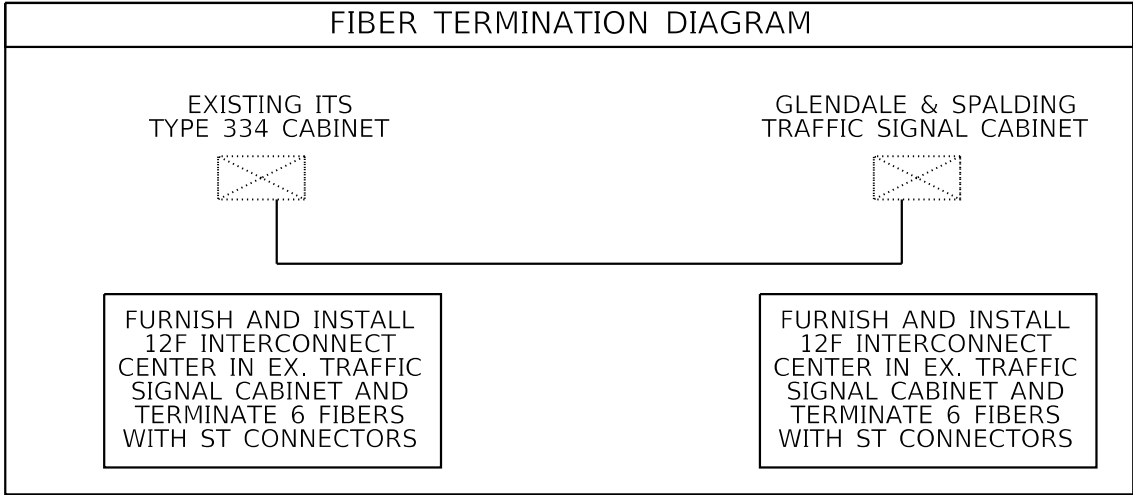 FIBER TERMINATION DIAGRAM
EXISTING ITS
TYPE 334 CABINET
GLENDALE & SPALDING
TRAFFIC SIGNAL CABINET
FURNISH AND INSTALL
12F INTERCONNECT
CENTER IN EX. TRAFFIC
SIGNAL CABINET AND
TERMINATE 6 FIBERS
WITH ST CONNECTORS
FURNISH AND INSTALL
12F INTERCONNECT
CENTER IN EX. TRAFFIC
SIGNAL CABINET AND
TERMINATE 6 FIBERS
WITH ST CONNECTORS